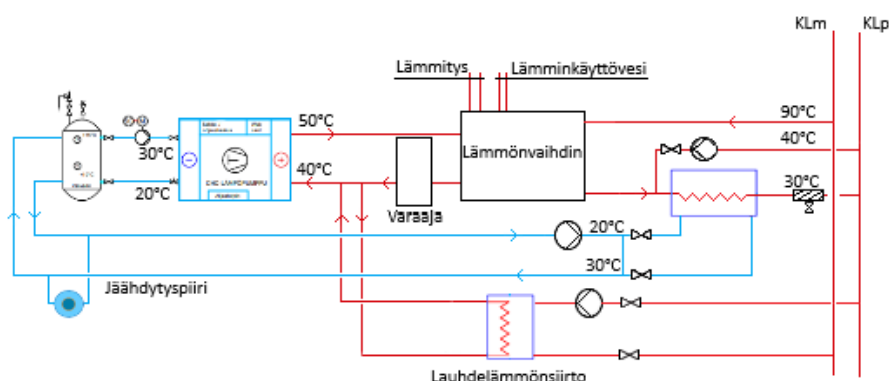 KLm
KLp
Lämmitys
Lämminkäyttövesi
50°C
90°C
40°C
30°C
Lämmönvaihdin
40°C
20°C
30°C
Varaaja
20°C
30°C
Jäähdytyspiiri
Lauhdelämmönsiirto